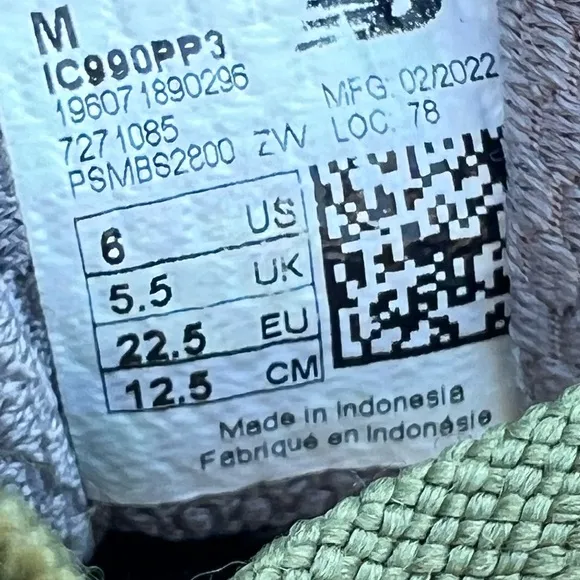 M
IC990PP3
196071890296
7271085
PSMBS2800 ZW
MFG: 02/2022
LOC: 78
6 US
5.5 UK
22.5 EU
12.5 CM
Made in Indonesia
Fabriqué en Indonésie